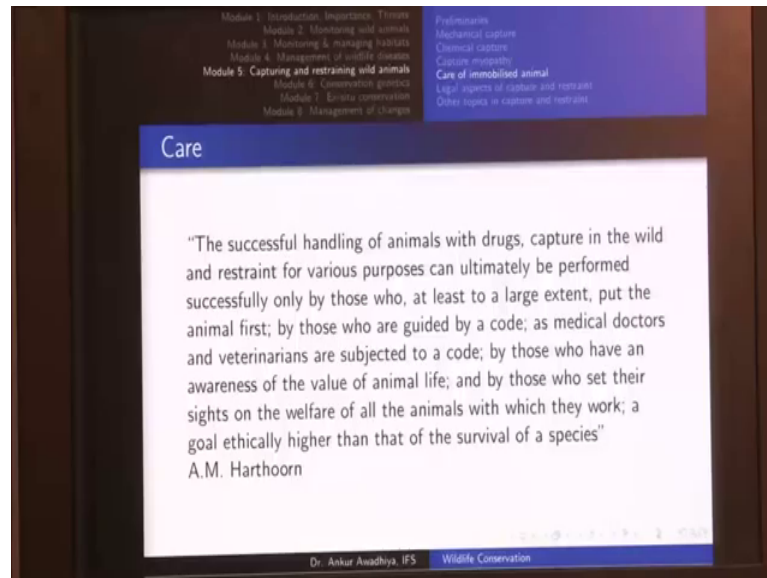 Module 1: Introduction, Importance, Threats
Module 2: Monitoring wild animals
Module 3: Monitoring & managing habitats
Module 4: Management of wildlife diseases
Module 5: Capturing and restraining wild animals
Module 6: Conservation genetics
Module 7: Ex-situ conservation
Module 8: Management of changes
Preliminaries
Mechanical capture
Chemical capture
Capture myopathy
Care of immobilised animal
Legal aspects of capture and restraint
Other topics in capture and restraint
Care
“The successful handling of animals with drugs, capture in the wild
and restraint for various purposes can ultimately be performed
successfully only by those who, at least to a large extent, put the
animal first; by those who are guided by a code; as medical doctors
and veterinarians are subjected to a code; by those who have an
awareness of the value of animal life; and by those who set their
sights on the welfare of all the animals with which they work; a
goal ethically higher than that of the survival of a species”
A.M. Harthoorn
Dr. Ankur Awadhiya, IFS
Wildlife Conservation